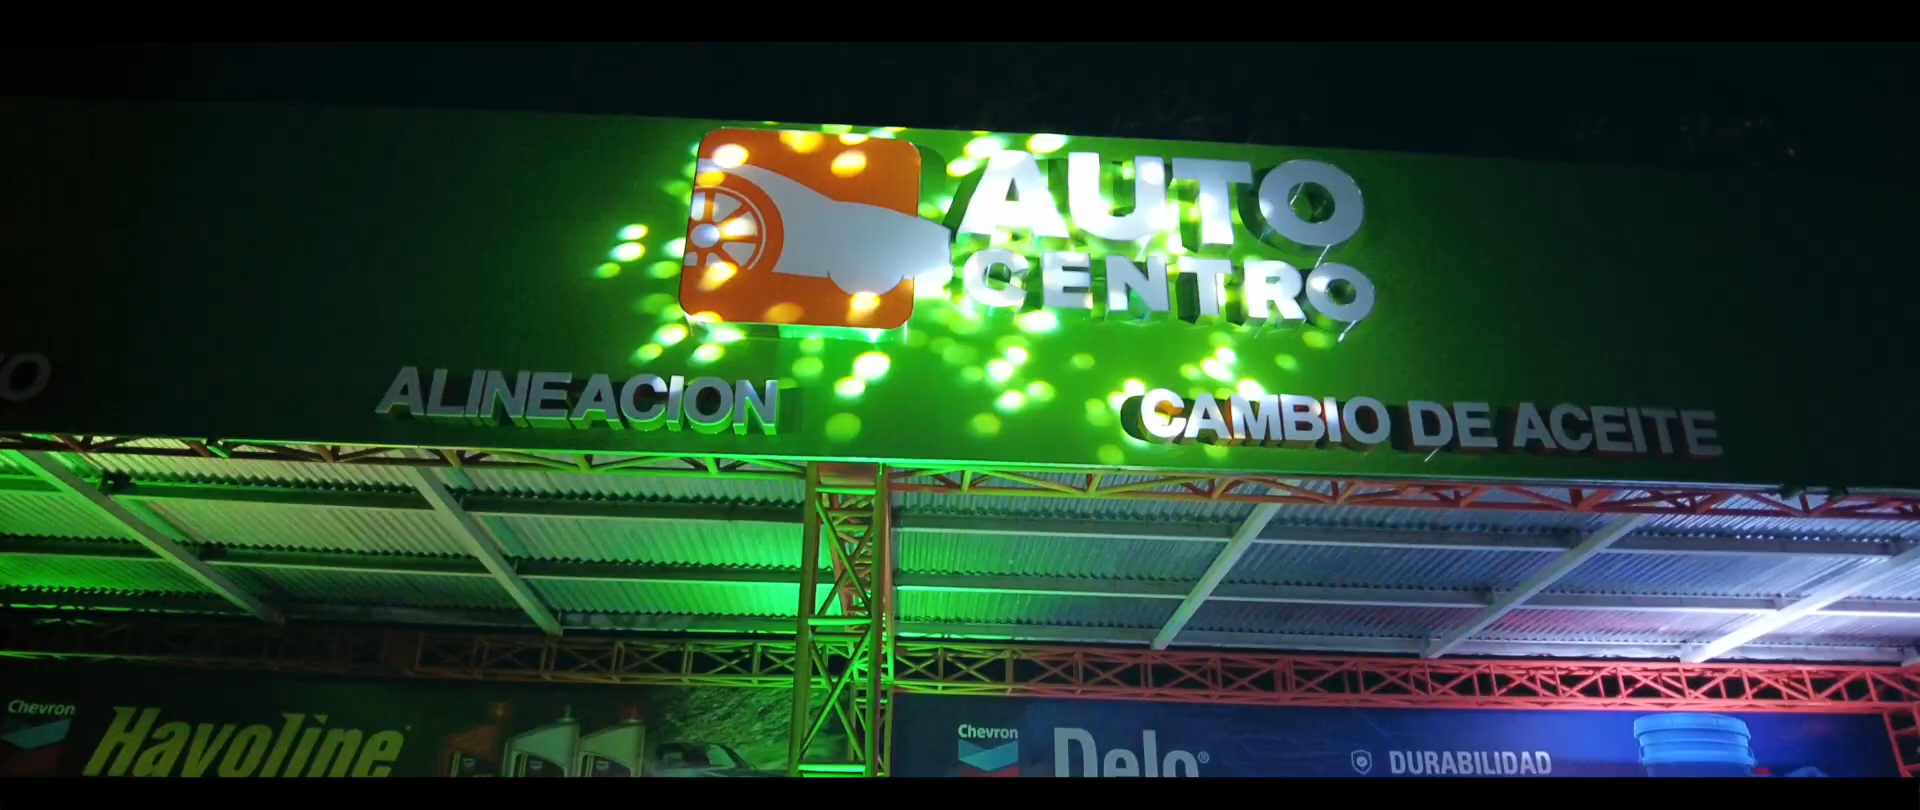 AUTO
CENTRO
ALINEACION
CAMBIO DE ACEITE
Chevron
Havoline
Chevron
Delo®
DURABILIDAD